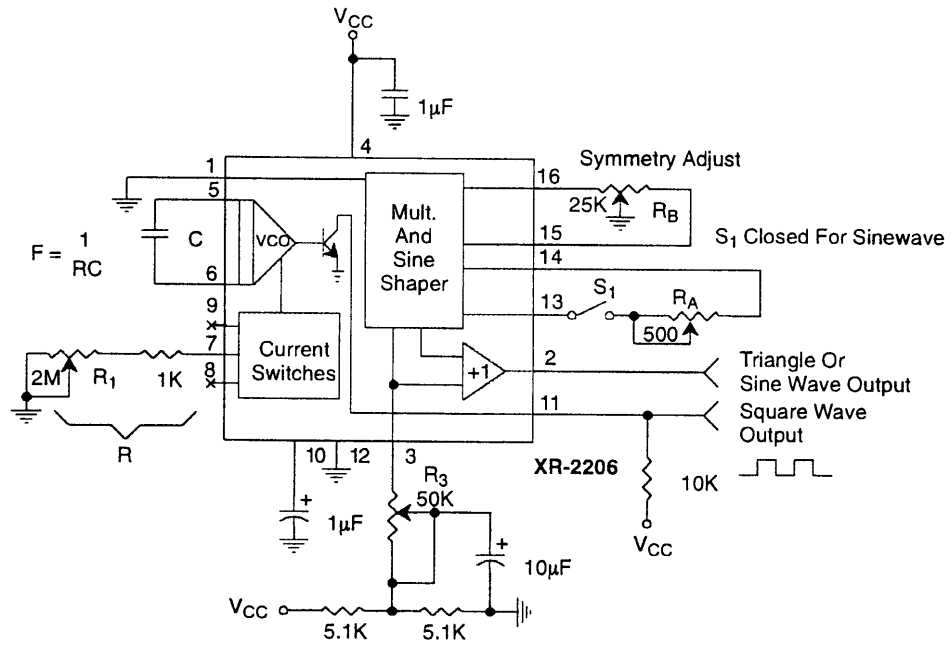 VCC
1μF
4
1
16
Symmetry Adjust
5
25K
RB
Mult.
And
Sine
Shaper
VCO
C
F = 1
RC
15
S1 Closed For Sinewave
14
6
S1
RA
13
500
9
7
Current
Switches
2M
R1
1K
8
+1
2
Triangle Or
Sine Wave Output
11
Square Wave
Output
R
10
12
3
XR-2206
R3
50K
10K
+
1μF
+
10μF
VCC
VCC
5.1K
5.1K